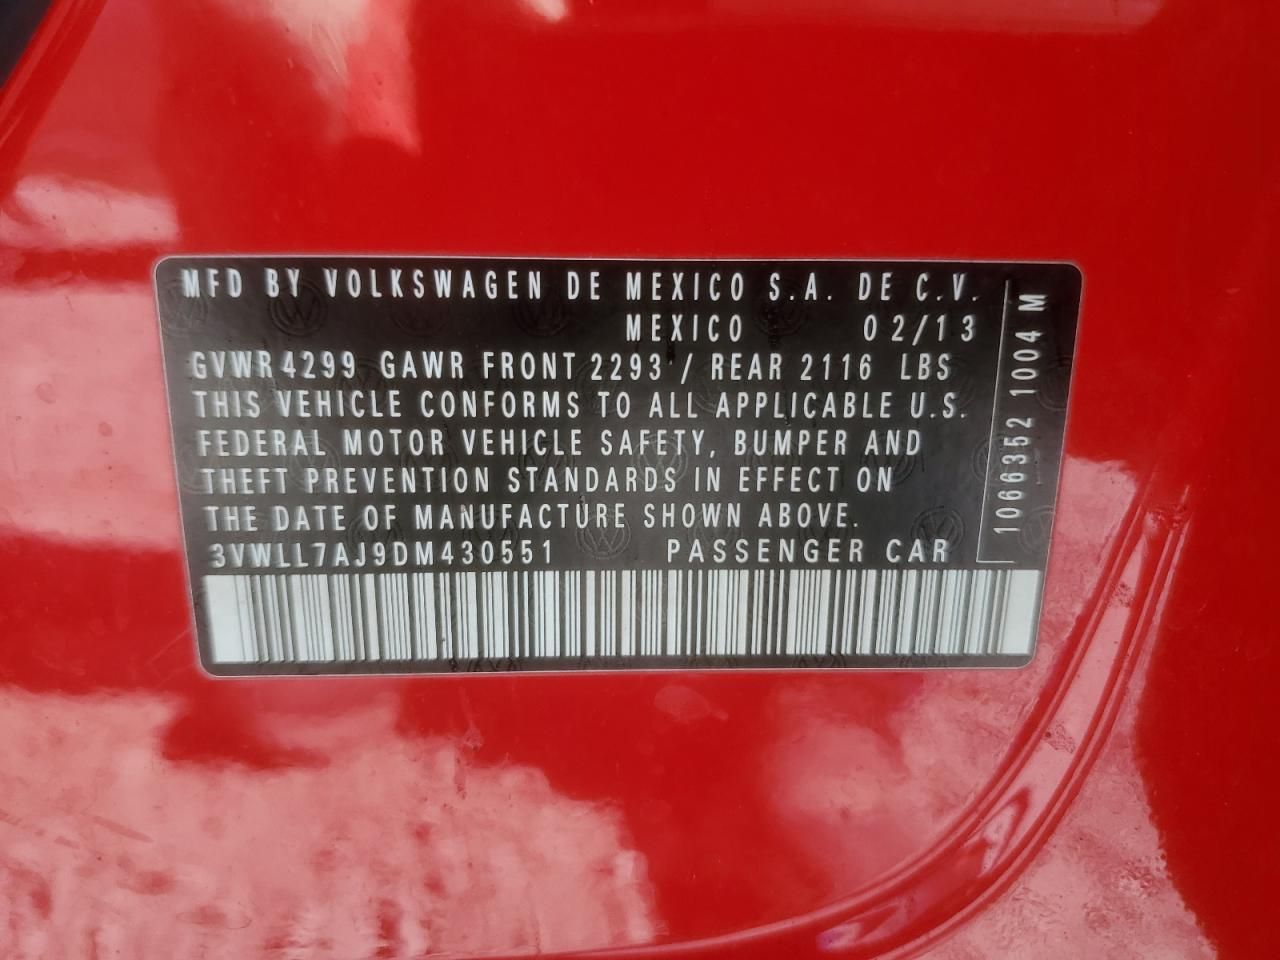 MFD BY VOLKSWAGEN DE MEXICO S.A. DE C.V.
MEXICO 02/13
GVWR 4299 GAWR FRONT 2293 / REAR 2116 LBS
THIS VEHICLE CONFORMS TO ALL APPLICABLE U.S.
FEDERAL MOTOR VEHICLE SAFETY, BUMPER AND
THEFT PREVENTION STANDARDS IN EFFECT ON
THE DATE OF MANUFACTURE SHOWN ABOVE.
3VWLL7AJ9DM430551 PASSENGER CAR
1066352 1004 M